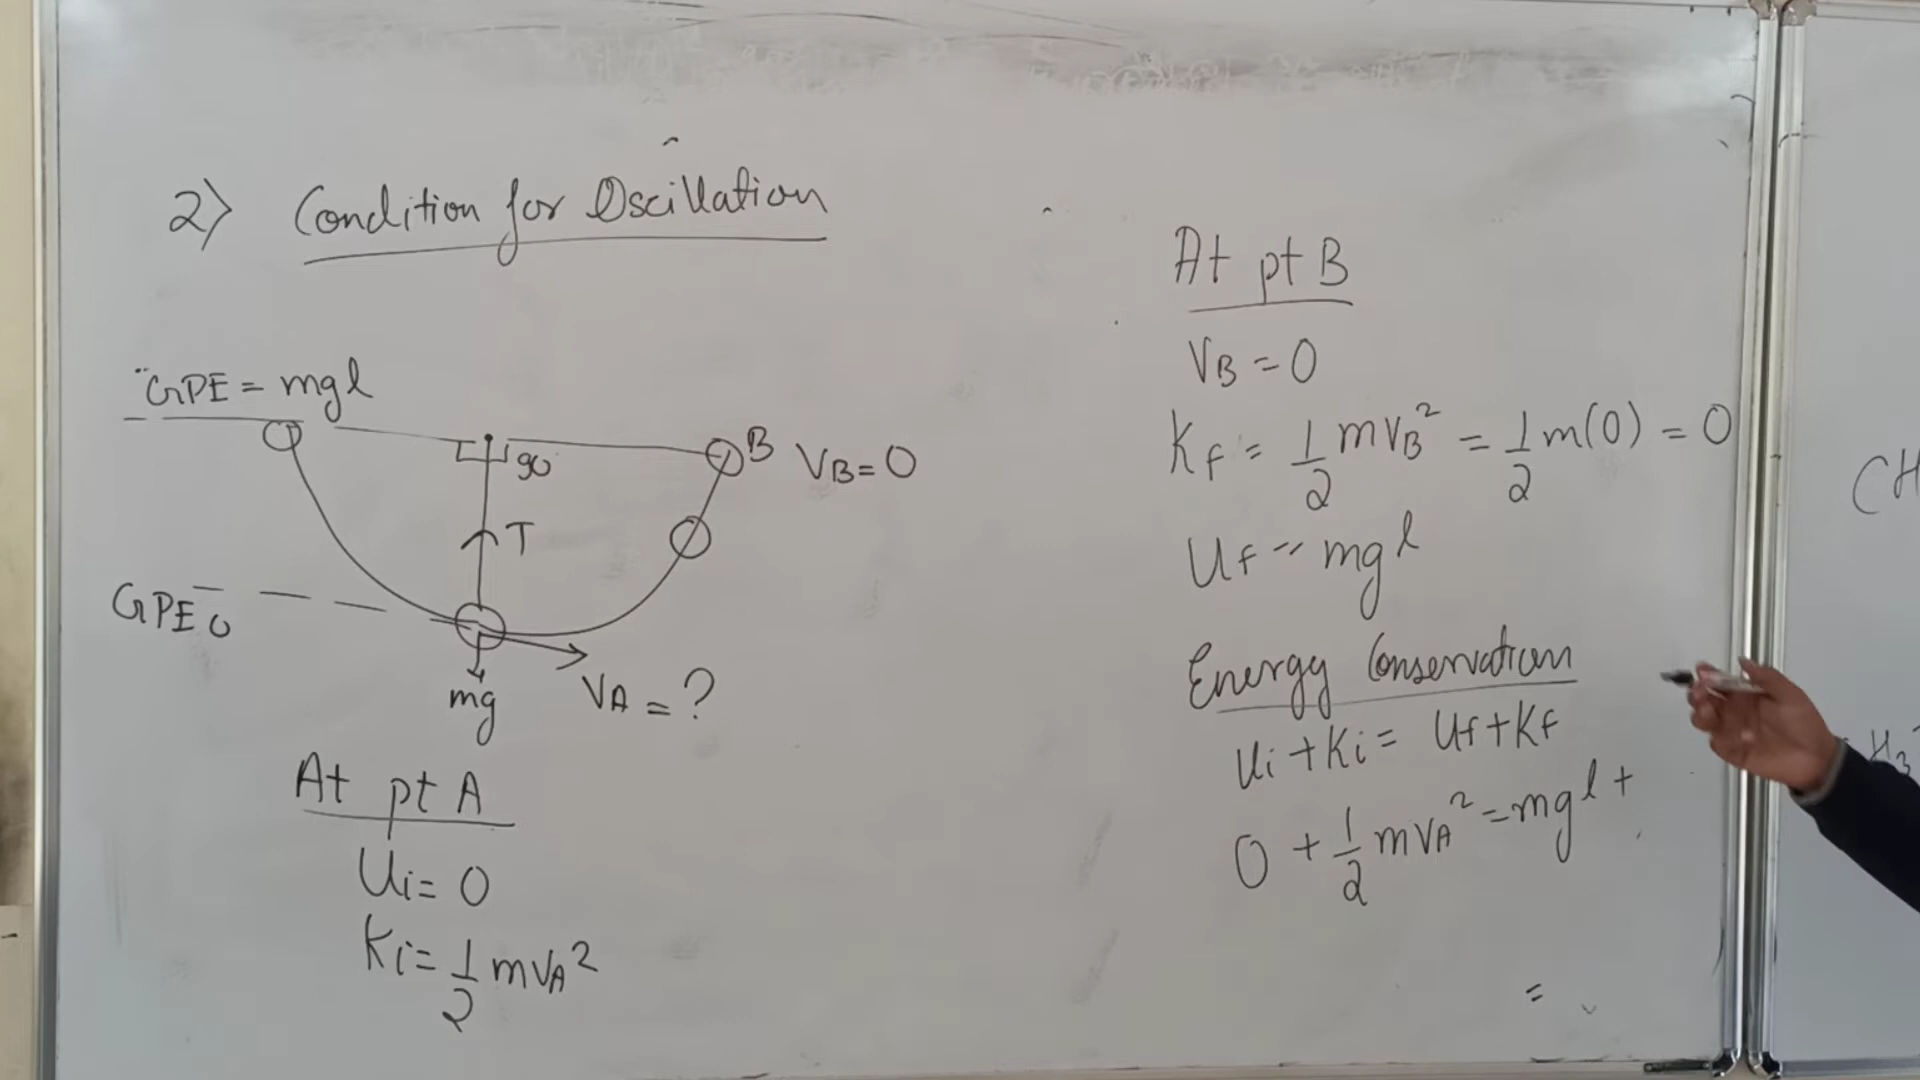 2) Condition for Oscillation
GPE = mgl
90
B VB = 0
T
GPE 0
mg
VA = ?
At pt A
Ui = 0
Ki = 1/2 mVA²
At pt B
VB = 0
Kf = 1/2 mVB² = 1/2 m(0) = 0
Uf = mgl
Energy Conservation
Ui + Ki = Uf + Kf
0 + 1/2 mVA² = mgl +
=
CH
H3